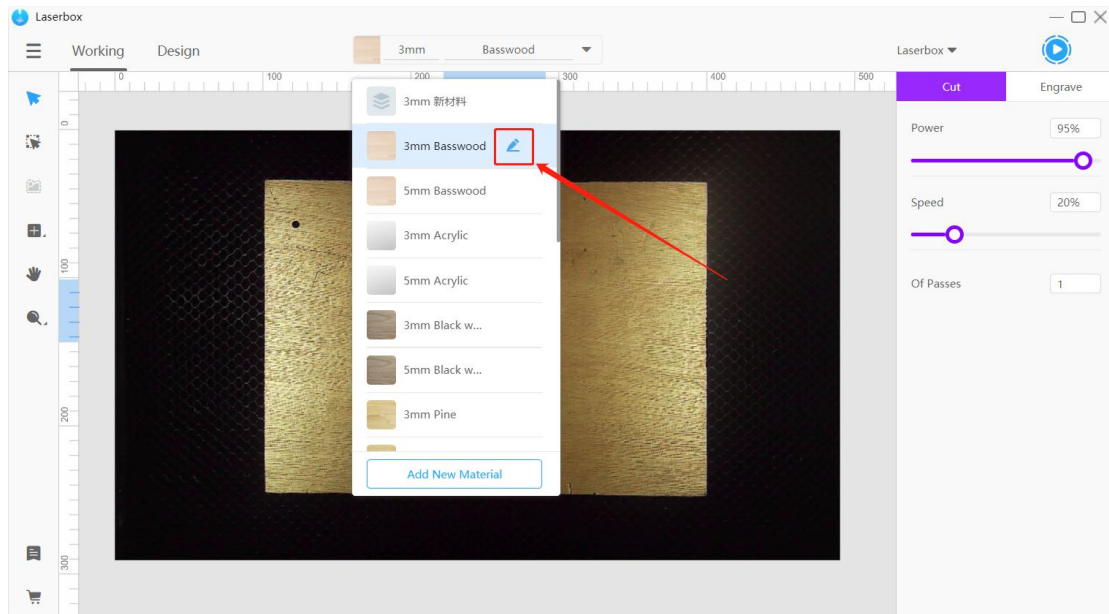 Laserbox
Working Design 3mm Basswood Laserbox
0 100 200 300 400 500
Cut Engrave
3mm 新材料
Power 95%
3mm Basswood
5mm Basswood
Speed 20%
3mm Acrylic
5mm Acrylic
Of Passes 1
3mm Black w...
5mm Black w...
3mm Pine
Add New Material
0
100
200
300